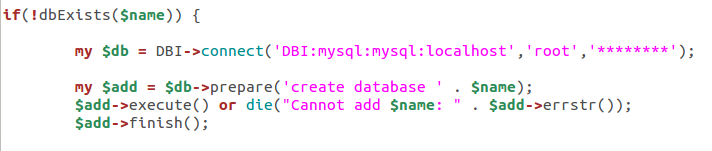 if(!dbExists($name)) {
my $db = DBI->connect('DBI:mysql:mysql:localhost','root','********');
my $add = $db->prepare('create database ' . $name);
$add->execute() or die("Cannot add $name: " . $add->errstr());
$add->finish();